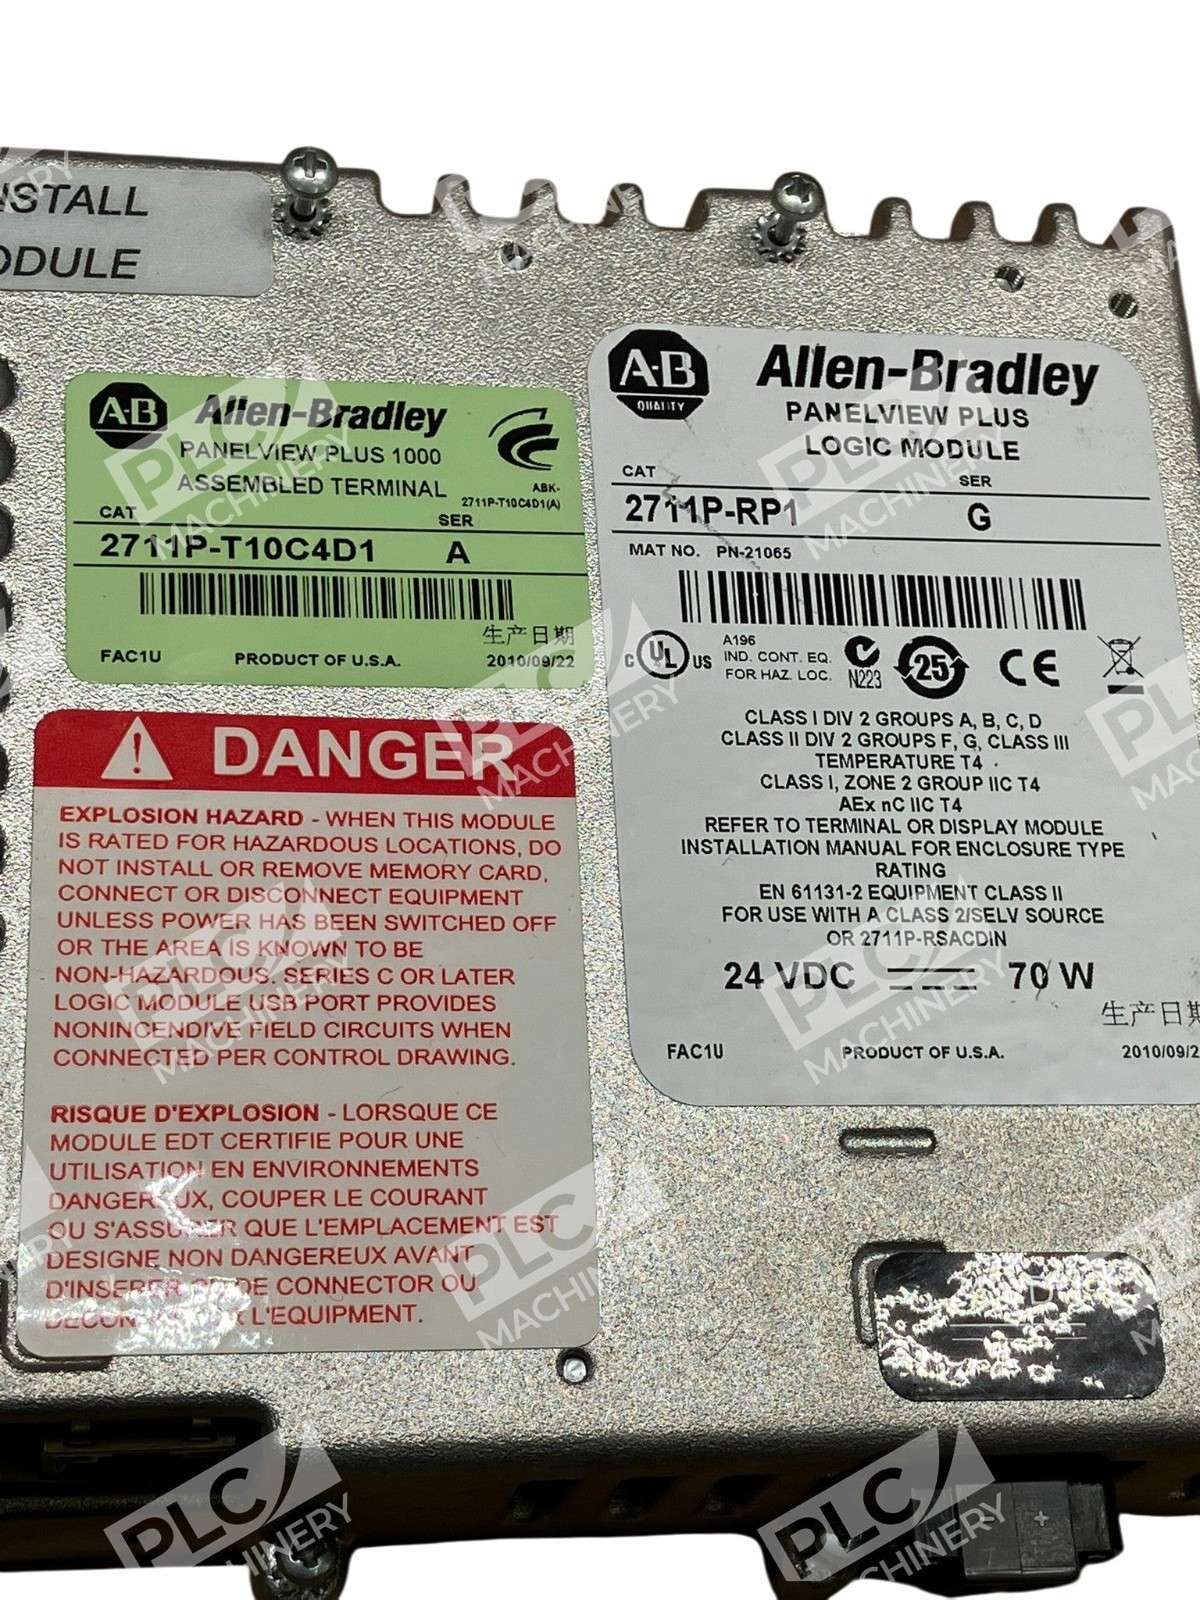 NSTALL
ODULE
A-B
Allen-Bradley
PANELVIEW PLUS 1000
ASSEMBLED TERMINAL
ABK-
2711P-T10C4D1(A)
CAT
SER
2711P-T10C4D1
A
生产日期
FAC1U
PRODUCT OF U.S.A.
2010/09/22
DANGER
EXPLOSION HAZARD - WHEN THIS MODULE
IS RATED FOR HAZARDOUS LOCATIONS, DO
NOT INSTALL OR REMOVE MEMORY CARD,
CONNECT OR DISCONNECT EQUIPMENT
UNLESS POWER HAS BEEN SWITCHED OFF
OR THE AREA IS KNOWN TO BE
NON-HAZARDOUS. SERIES C OR LATER
LOGIC MODULE USB PORT PROVIDES
NONINCENDIVE FIELD CIRCUITS WHEN
CONNECTED PER CONTROL DRAWING.
RISQUE D'EXPLOSION - LORSQUE CE
MODULE EDT CERTIFIE POUR UNE
UTILISATION EN ENVIRONNEMENTS
DANGEREUX, COUPER LE COURANT
OU S'ASSURER QUE L'EMPLACEMENT EST
DESIGNE NON DANGEREUX AVANT
D'INSERER DE CONNECTOR OU
L'EQUIPMENT.
A-B
QUALITY
Allen-Bradley
PANELVIEW PLUS
LOGIC MODULE
CAT
SER
2711P-RP1
G
MAT NO. PN-21065
C UL US
A196
IND. CONT. EQ.
FOR HAZ. LOC.
N223
25
CE
CLASS I DIV 2 GROUPS A, B, C, D
CLASS II DIV 2 GROUPS F, G, CLASS III
TEMPERATURE T4
CLASS I, ZONE 2 GROUP IIC T4
AEx nC IIC T4
REFER TO TERMINAL OR DISPLAY MODULE
INSTALLATION MANUAL FOR ENCLOSURE TYPE
RATING
EN 61131-2 EQUIPMENT CLASS II
FOR USE WITH A CLASS 2/SELV SOURCE
OR 2711P-RSACDIN
24 VDC 70 W
生产日期
FAC1U
PRODUCT OF U.S.A.
2010/09/2
PLC
MACHINERY